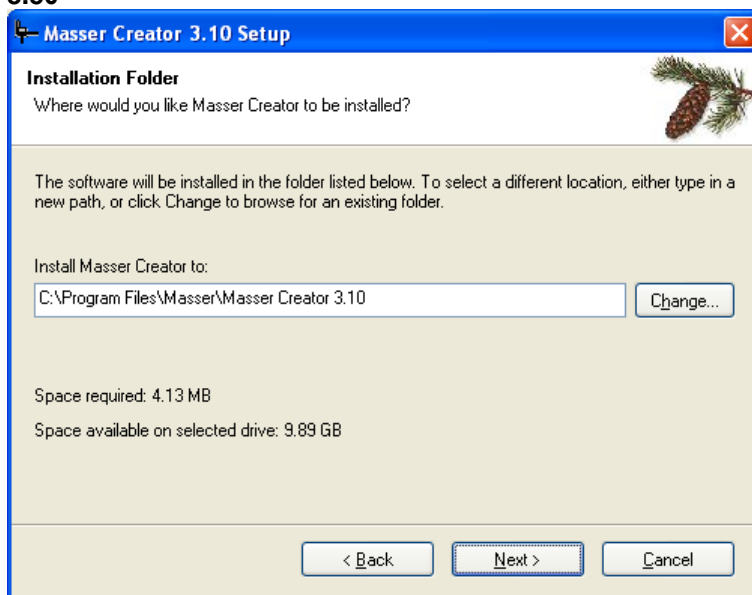 Masser Creator 3.10 Setup
Installation Folder
Where would you like Masser Creator to be installed?
The software will be installed in the folder listed below. To select a different location, either type in a
new path, or click Change to browse for an existing folder.
Install Masser Creator to:
C:\Program Files\Masser\Masser Creator 3.10
Change...
Space required: 4.13 MB
Space available on selected drive: 9.89 GB
< Back
Next >
Cancel